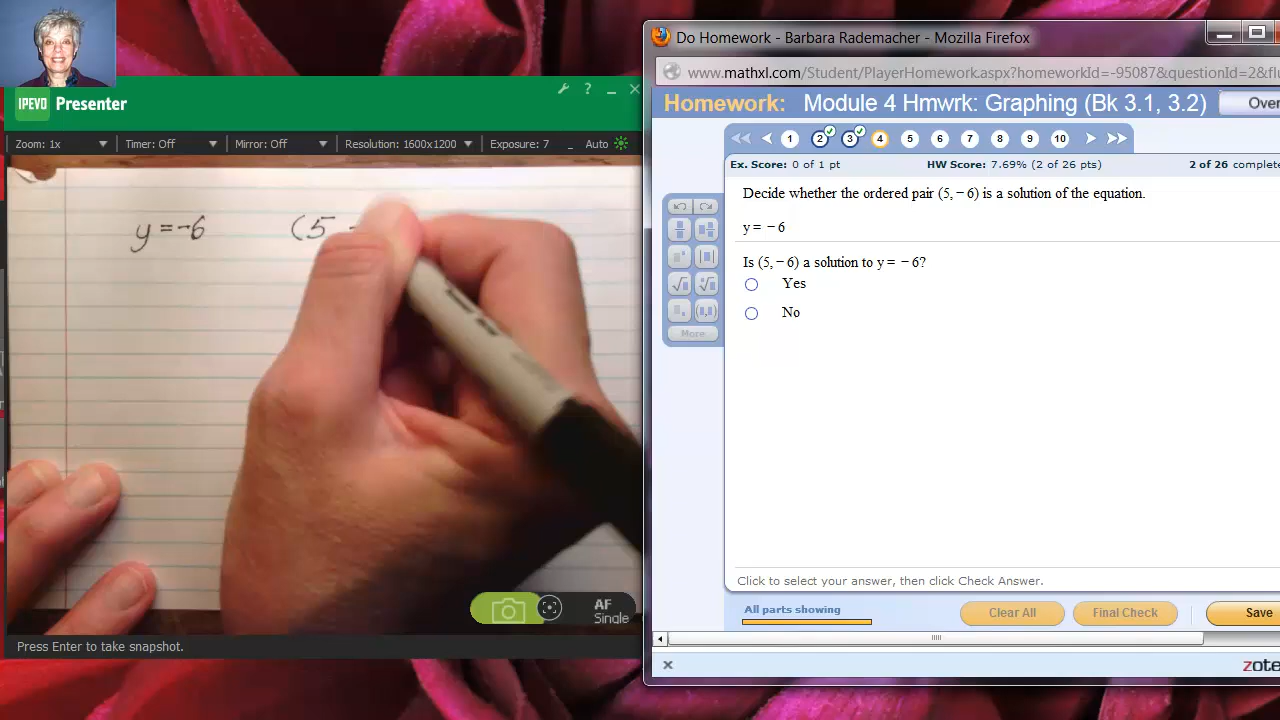 IPEVO Presenter
Zoom: 1x
Timer: Off
Mirror: Off
Resolution: 1600x1200
Exposure: 7
Auto
y = -6 (5 -
AF
Single
Press Enter to take snapshot.
Do Homework - Barbara Rademacher - Mozilla Firefox
www.mathxl.com/Student/PlayerHomework.aspx?homeworkId=-95087&questionId=2&flu
Homework: Module 4 Hmwrk: Graphing (Bk 3.1, 3.2)
Over
1 2 3 4 5 6 7 8 9 10
Ex. Score: 0 of 1 pt
HW Score: 7.69% (2 of 26 pts)
2 of 26 complete
Decide whether the ordered pair (5, − 6) is a solution of the equation.
y = − 6
Is (5, − 6) a solution to y = − 6?
Yes
No
More
Click to select your answer, then click Check Answer.
All parts showing
Clear All
Final Check
Save
zote